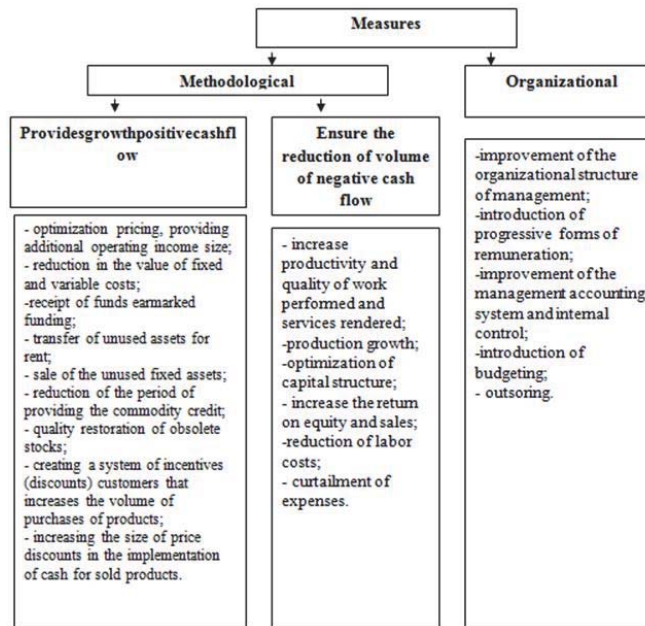 Measures
Methodological
Organizational
Providesgrowthpositivecashfl
ow
Ensure the
reduction of volume
of negative cash
flow
- optimization pricing, providing
additional operating income size;
- reduction in the value of fixed
and variable costs;
-receipt of funds earmarked
funding;
- transfer of unused assets for
rent;
- sale of the unused fixed assets;
- reduction of the period of
providing the commodity credit;
- quality restoration of obsolete
stocks;
- creating a system of incentives
(discounts) customers that
increases the volume of
purchases of products;
- increasing the size of price
discounts in the implementation
of cash for sold products.
- increase
productivity and
quality of work
performed and
services rendered;
-production growth;
- optimization of
capital structure;
- increase the return
on equity and sales;
-reduction of labor
costs;
- curtailment of
expenses.
-improvement of the
organizational structure
of management;
-introduction of
progressive forms of
remuneration;
-improvement of the
management accounting
system and internal
control;
-introduction of
budgeting;
- outsoring.